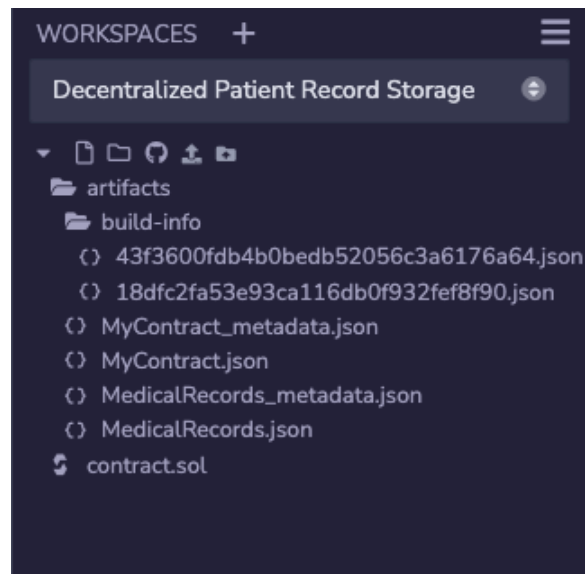 WORKSPACES +
Decentralized Patient Record Storage
artifacts
build-info
43f3600fdb4b0bedb52056c3a6176a64.json
18dfc2fa53e93ca116db0f932fef8f90.json
MyContract_metadata.json
MyContract.json
MedicalRecords_metadata.json
MedicalRecords.json
contract.sol